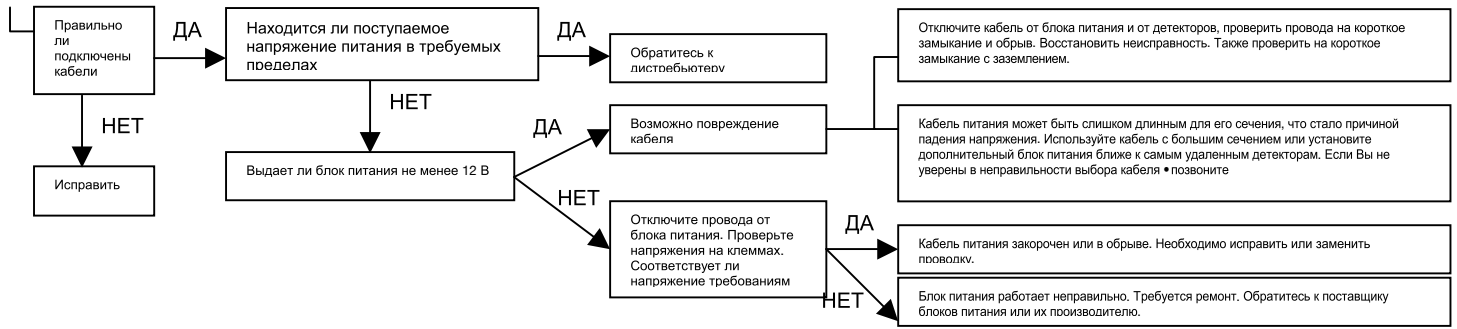 Правильно
ли
подключены
кабели
ДА
НЕТ
Исправить
Находится ли поступаемое
напряжение питания в требуемых
пределах
ДА
Обратитесь к
дистребьютеру
НЕТ
Выдает ли блок питания не менее 12 В
ДА
Возможно повреждение
кабеля
Отключите кабель от блока питания и от детекторов, проверить провода на короткое
замыкание и обрыв. Восстановить неисправность. Также проверить на короткое
замыкание с заземлением.
Кабель питания может быть слишком длинным для его сечения, что стало причиной
падения напряжения. Используйте кабель с большим сечением или установите
дополнительный блок питания ближе к самым удаленным детекторам. Если Вы не
уверены в неправильности выбора кабеля • позвоните
НЕТ
Отключите провода от
блока питания. Проверьте
напряжения на клеммах.
Соответствует ли
напряжение требованиям
ДА
Кабель питания закорочен или в обрыве. Необходимо исправить или заменить
проводку.
НЕТ
Блок питания работает неправильно. Требуется ремонт. Обратитесь к поставщику
блоков питания или их производителю.